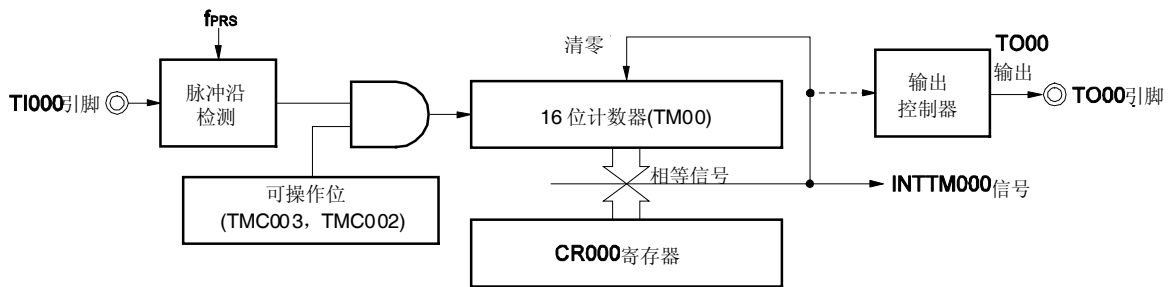 fPRS
清零
TO00
输出
TI000引脚
脉冲沿
检测
16 位计数器(TM00)
输出
控制器
TO00引脚
相等信号
可操作位
(TMC003，TMC002)
INTTM000信号
CR000寄存器